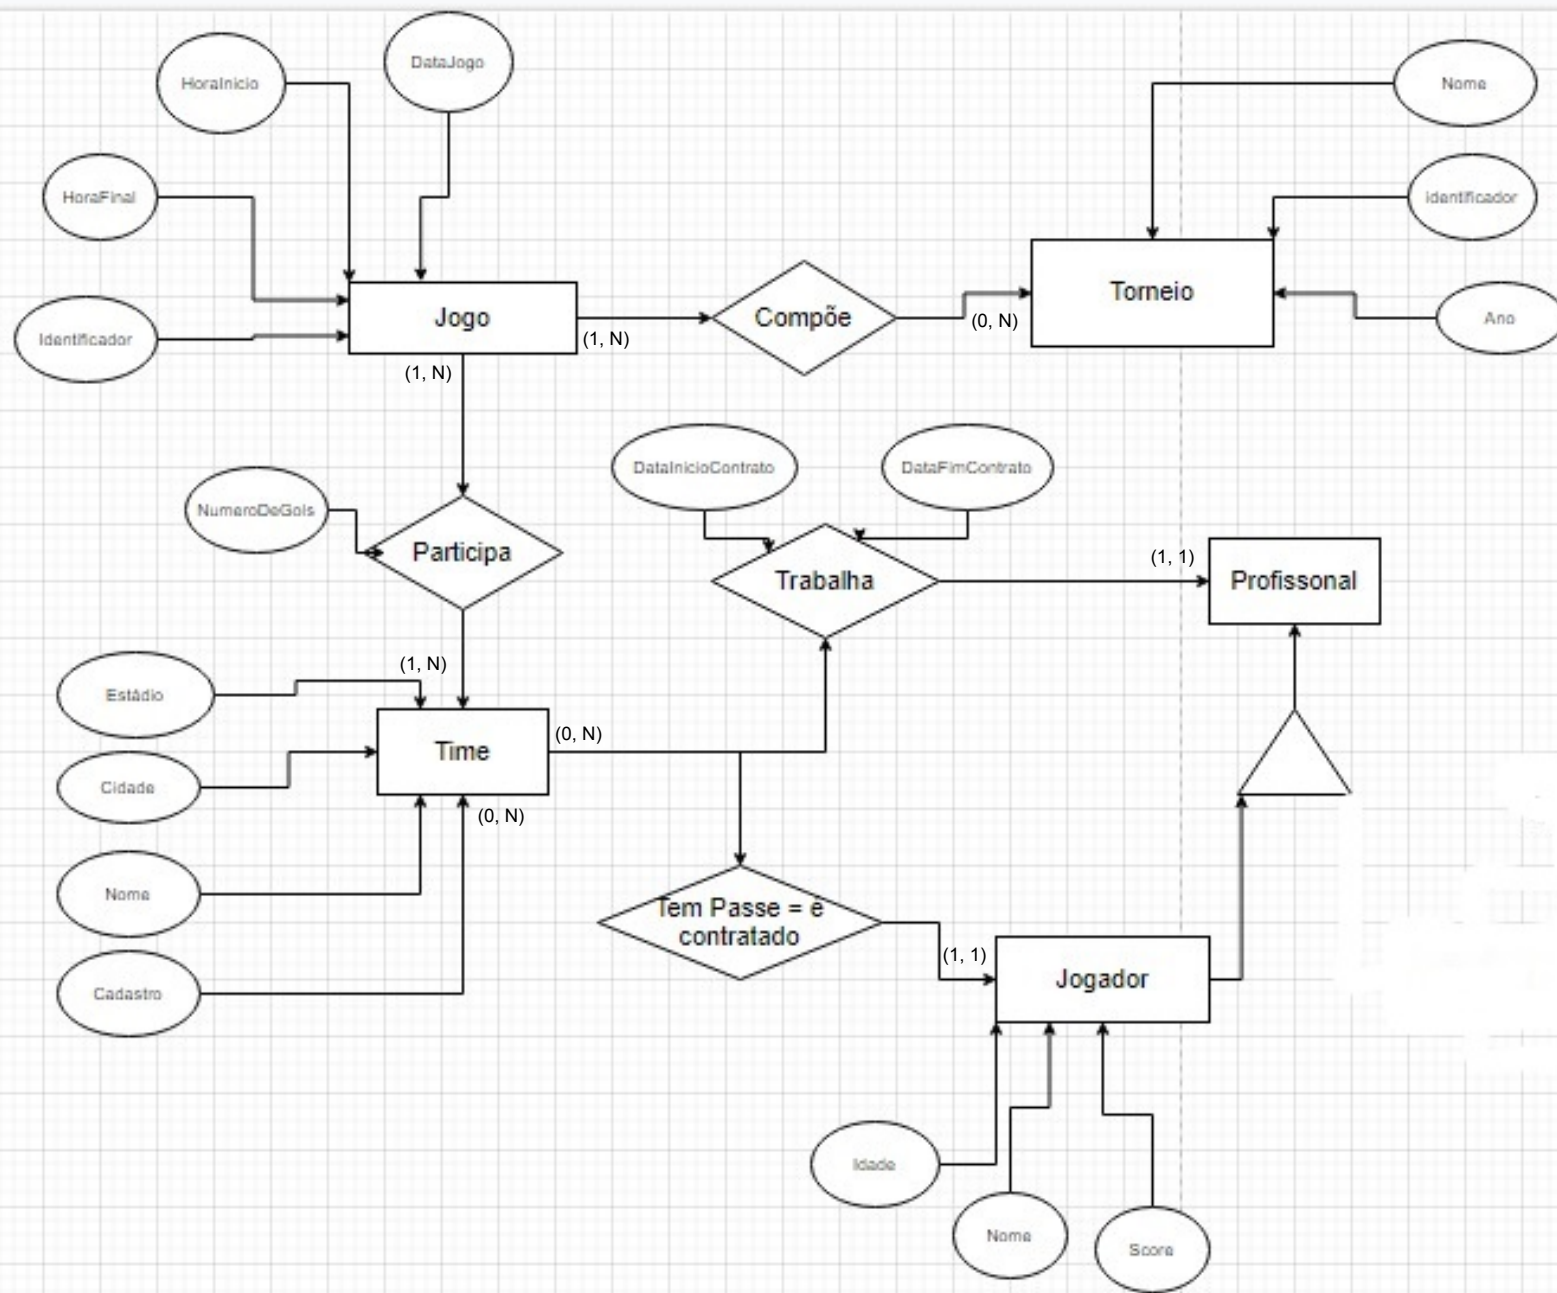 DataJogo
HoraInicio
Nome
HoraFinal
Identificador
Jogo
Compõe
Torneio
(1, N)
(0, N)
Ano
Identificador
(1, N)
DataInicioContrato
DataFimContrato
NumeroDeGols
Participa
Trabalha
(1, 1)
Profissonal
(1, N)
Estádio
Time
(0, N)
Cidade
(0, N)
Nome
Tem Passe = é
contratado
(1, 1)
Jogador
Cadastro
Idade
Nome
Score